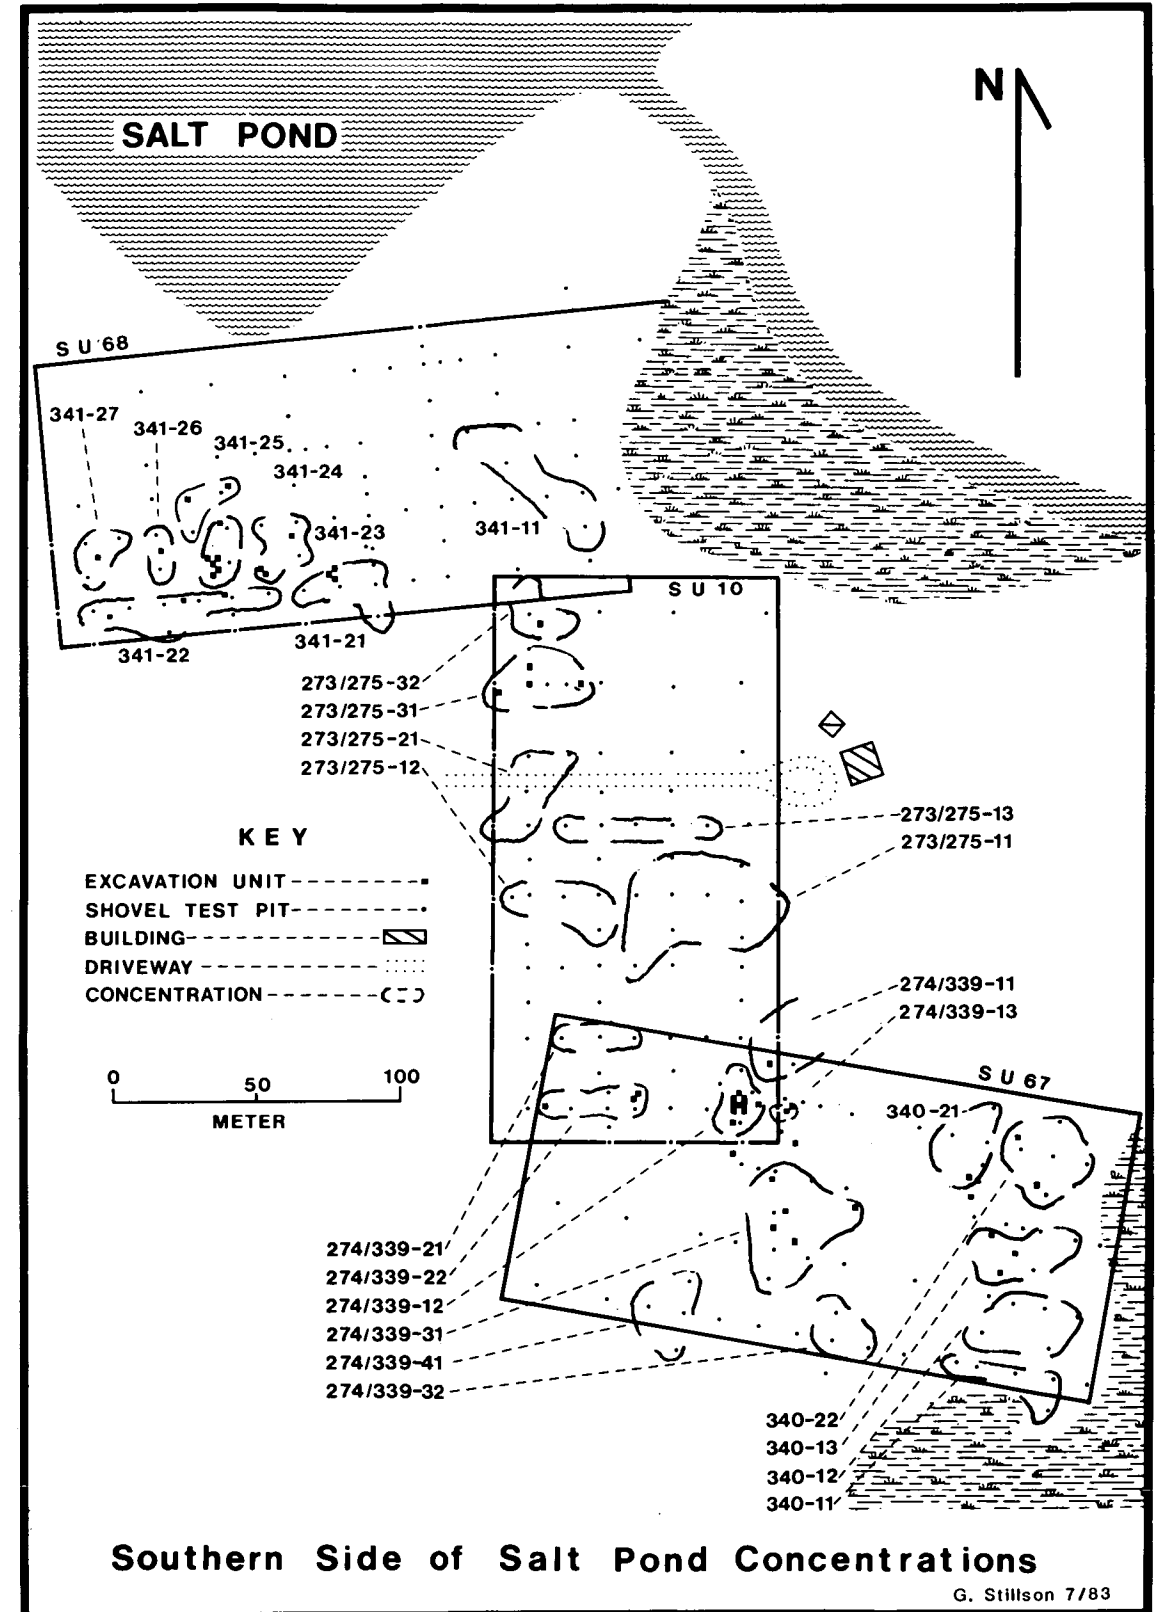 N
SALT POND
SU 68
341-27
341-26
341-25
341-24
341-23
341-11
SU 10
341-21
341-22
273/275-32
273/275-31
273/275-21
273/275-12
273/275-13
273/275-11
KEY
EXCAVATION UNIT
SHOVEL TEST PIT
BUILDING
DRIVEWAY
CONCENTRATION
274/339-11
274/339-13
0 50 100
METER
SU 67
340-21
274/339-21
274/339-22
274/339-12
274/339-31
274/339-41
274/339-32
340-22
340-13
340-12
340-11
Southern Side of Salt Pond Concentrations
G. Stillson 7/83